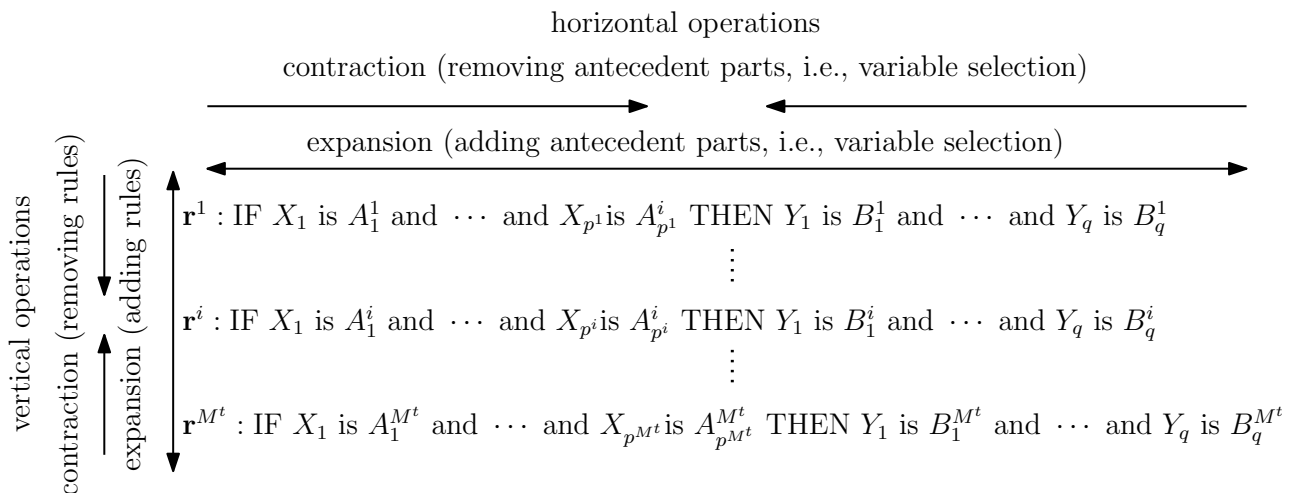 horizontal operations
contraction (removing antecedent parts, i.e., variable selection)
expansion (adding antecedent parts, i.e., variable selection)
vertical operations
contraction (removing rules)
expansion (adding rules)
$\mathbf{r}^1$ : IF $X_1$ is $A_1^1$ and ⋯ and $X_{p^1}$ is $A_{p^1}^i$ THEN $Y_1$ is $B_1^1$ and ⋯ and $Y_q$ is $B_q^1$
⋮
$\mathbf{r}^i$ : IF $X_1$ is $A_1^i$ and ⋯ and $X_{p^i}$ is $A_{p^i}^i$ THEN $Y_1$ is $B_1^i$ and ⋯ and $Y_q$ is $B_q^i$
⋮
$\mathbf{r}^{M^t}$ : IF $X_1$ is $A_1^{M^t}$ and ⋯ and $X_{p^{M^t}}$ is $A_{p^{M^t}}^{M^t}$ THEN $Y_1$ is $B_1^{M^t}$ and ⋯ and $Y_q$ is $B_q^{M^t}$